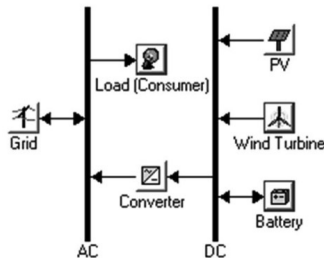 PV
Load (Consumer)
Grid
Wind Turbine
Converter
Battery
AC
DC